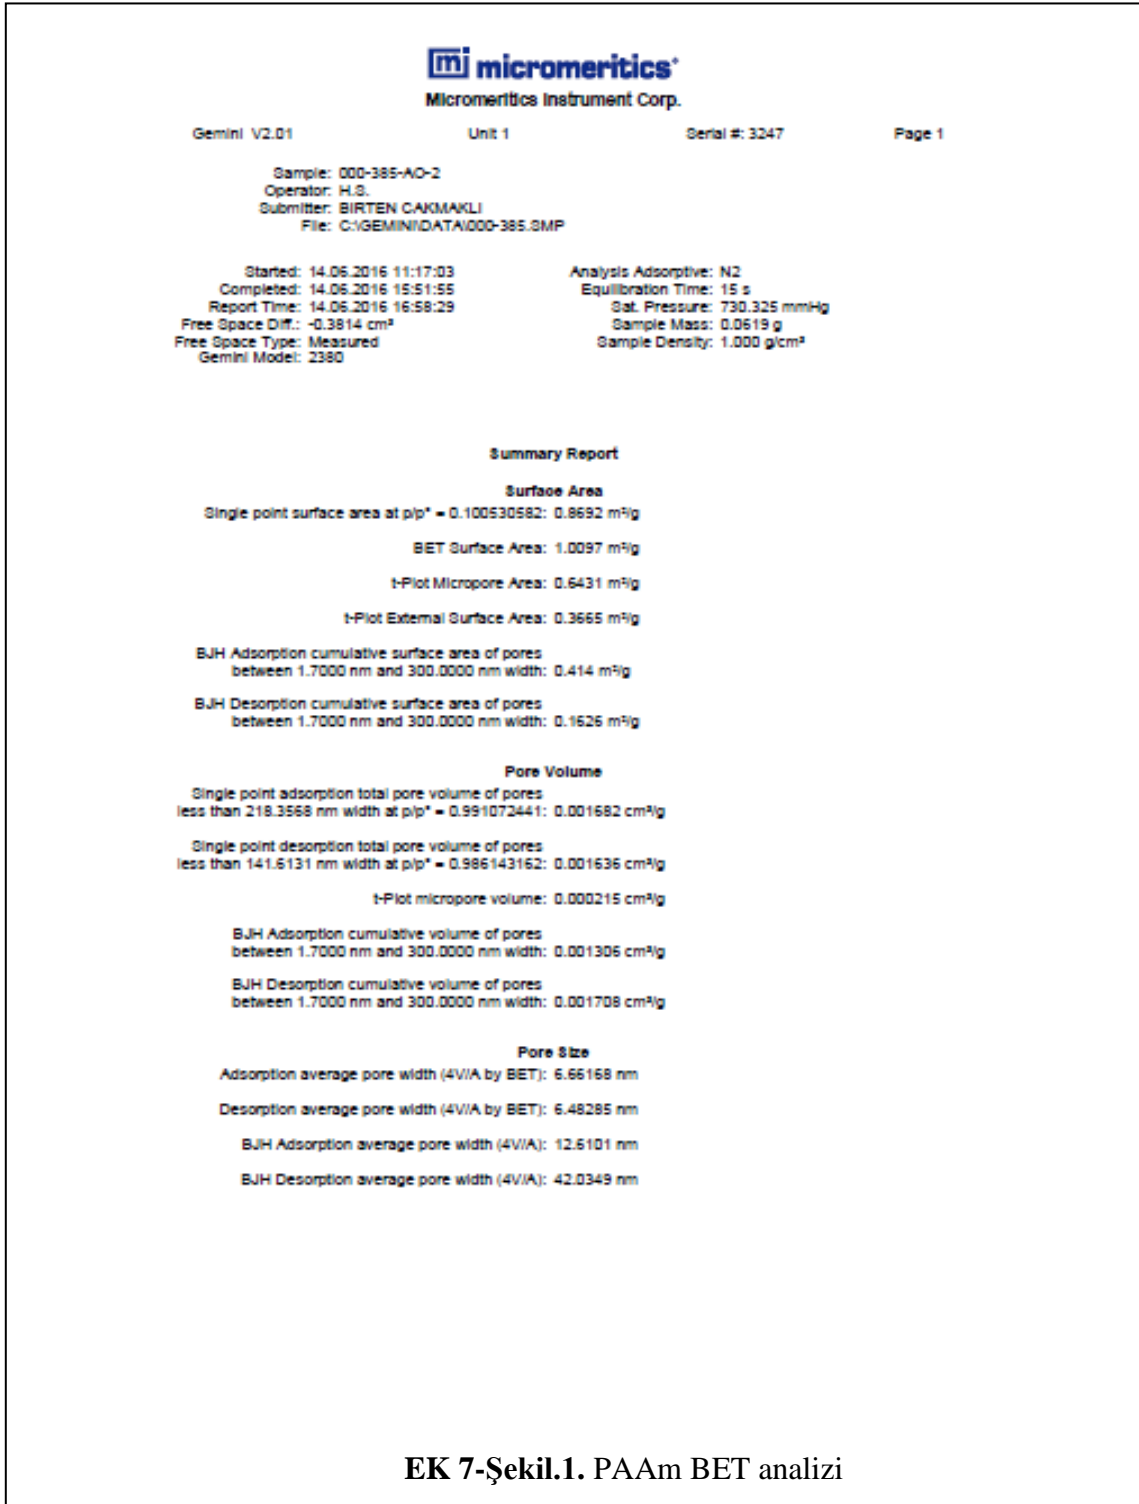 mi micromeritics®
Micromeritics Instrument Corp.
Gemini V2.01 Unit 1 Serial #: 3247 Page 1
Sample: 000-385-AO-2
Operator: H.S.
Submitter: BIRTEN CAKMAKLI
File: C:\GEMINI\DATA\000-385.SMP
Started: 14.06.2016 11:17:03 Analysis Adsorptive: N2
Completed: 14.06.2016 15:51:55 Equilibration Time: 15 s
Report Time: 14.06.2016 16:58:29 Sat. Pressure: 730.325 mmHg
Free Space Diff.: -0.3814 cm³ Sample Mass: 0.0619 g
Free Space Type: Measured Sample Density: 1.000 g/cm³
Gemini Model: 2380
Summary Report
Surface Area
Single point surface area at p/p° = 0.100530582: 0.8692 m²/g
BET Surface Area: 1.0097 m²/g
t-Plot Micropore Area: 0.6431 m²/g
t-Plot External Surface Area: 0.3665 m²/g
BJH Adsorption cumulative surface area of pores
between 1.7000 nm and 300.0000 nm width: 0.414 m²/g
BJH Desorption cumulative surface area of pores
between 1.7000 nm and 300.0000 nm width: 0.1626 m²/g
Pore Volume
Single point adsorption total pore volume of pores
less than 218.3568 nm width at p/p° = 0.991072441: 0.001682 cm³/g
Single point desorption total pore volume of pores
less than 141.6131 nm width at p/p° = 0.986143162: 0.001636 cm³/g
t-Plot micropore volume: 0.000215 cm³/g
BJH Adsorption cumulative volume of pores
between 1.7000 nm and 300.0000 nm width: 0.001306 cm³/g
BJH Desorption cumulative volume of pores
between 1.7000 nm and 300.0000 nm width: 0.001708 cm³/g
Pore Size
Adsorption average pore width (4V/A by BET): 6.66168 nm
Desorption average pore width (4V/A by BET): 6.48285 nm
BJH Adsorption average pore width (4V/A): 12.6101 nm
BJH Desorption average pore width (4V/A): 42.0349 nm
EK 7-Şekil.1. PAAm BET analizi